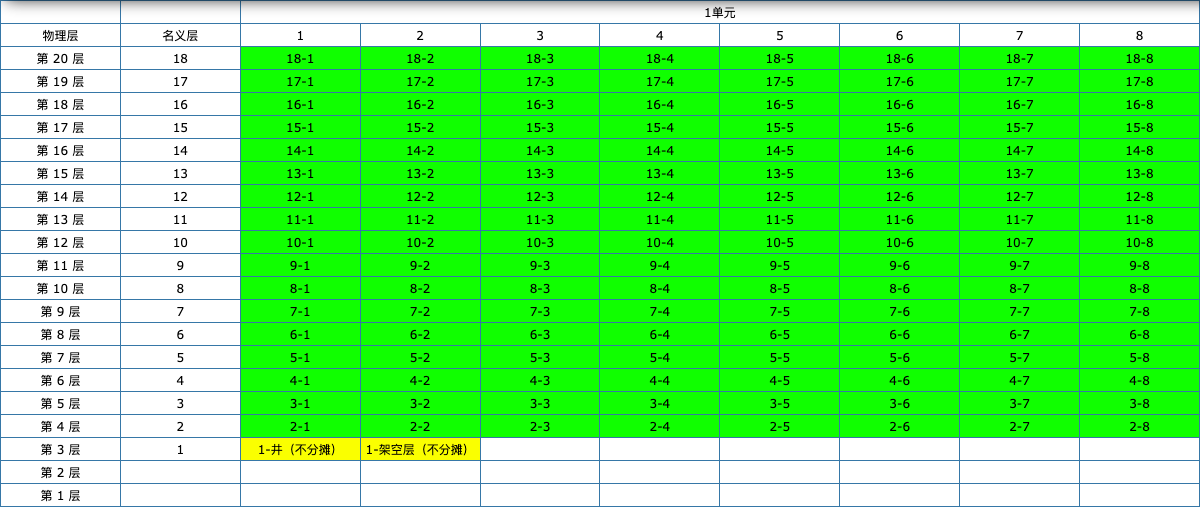 1单元
物理层 名义层 1 2 3 4 5 6 7 8
第 20 层 18 18-1 18-2 18-3 18-4 18-5 18-6 18-7 18-8
第 19 层 17 17-1 17-2 17-3 17-4 17-5 17-6 17-7 17-8
第 18 层 16 16-1 16-2 16-3 16-4 16-5 16-6 16-7 16-8
第 17 层 15 15-1 15-2 15-3 15-4 15-5 15-6 15-7 15-8
第 16 层 14 14-1 14-2 14-3 14-4 14-5 14-6 14-7 14-8
第 15 层 13 13-1 13-2 13-3 13-4 13-5 13-6 13-7 13-8
第 14 层 12 12-1 12-2 12-3 12-4 12-5 12-6 12-7 12-8
第 13 层 11 11-1 11-2 11-3 11-4 11-5 11-6 11-7 11-8
第 12 层 10 10-1 10-2 10-3 10-4 10-5 10-6 10-7 10-8
第 11 层 9 9-1 9-2 9-3 9-4 9-5 9-6 9-7 9-8
第 10 层 8 8-1 8-2 8-3 8-4 8-5 8-6 8-7 8-8
第 9 层 7 7-1 7-2 7-3 7-4 7-5 7-6 7-7 7-8
第 8 层 6 6-1 6-2 6-3 6-4 6-5 6-6 6-7 6-8
第 7 层 5 5-1 5-2 5-3 5-4 5-5 5-6 5-7 5-8
第 6 层 4 4-1 4-2 4-3 4-4 4-5 4-6 4-7 4-8
第 5 层 3 3-1 3-2 3-3 3-4 3-5 3-6 3-7 3-8
第 4 层 2 2-1 2-2 2-3 2-4 2-5 2-6 2-7 2-8
第 3 层 1 1-井（不分摊） 1-架空层（不分摊）
第 2 层
第 1 层